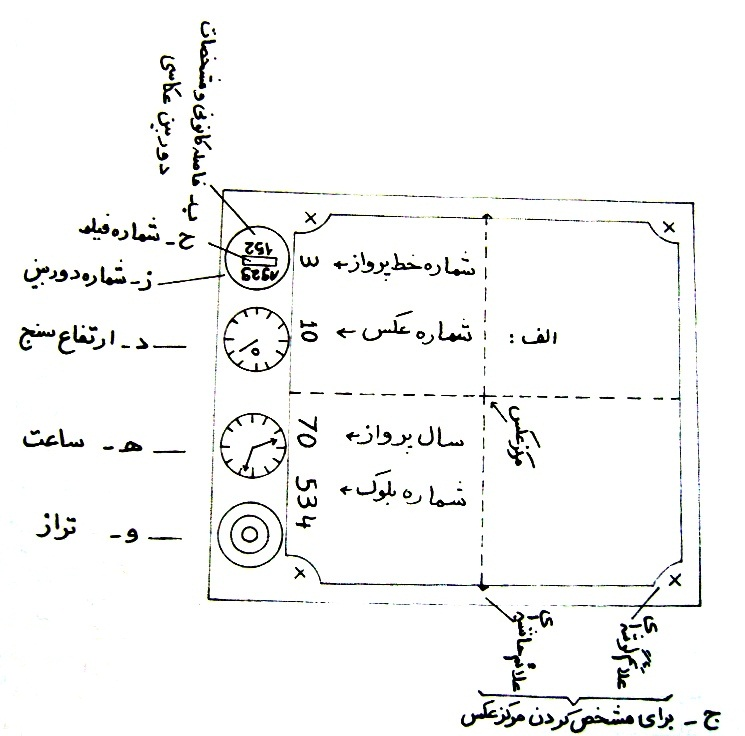 ب - فاصله کانونی و مشخصات
دوربین عکاسی
ح - شماره فیلم
ز - شماره دوربین
د - ارتفاع سنج
ه - ساعت
و - تراز
152
1929
3
شماره خط پرواز
10
شماره عکس
الف :
مرکز عکس
70
سال پرواز
534
شماره بلوک
علائم حاشیه ای
علائم گوشه ای
ج - برای مشخص کردن مرکز عکس